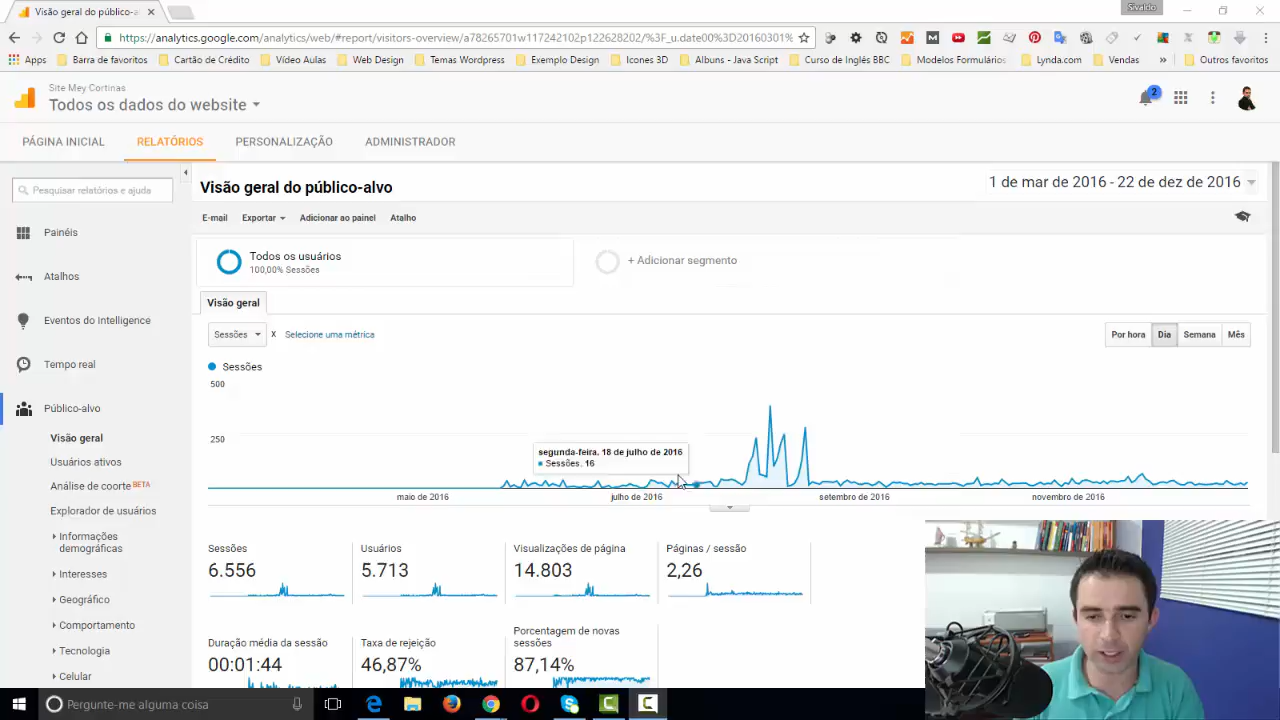 Sivaldo
Visão geral do público-al
https://analytics.google.com/analytics/web/#report/visitors-overview/a78265701w117242102p122628202/%3F_u.date00%3D20160301%
Apps Barra de favoritos Cartão de Crédito Vídeo Aulas Web Design Temas Wordpress Exemplo Design Icones 3D Albuns - Java Script Curso de Inglês BBC Modelos Formulários Lynda.com Vendas » Outros favoritos
Site Mey Cortinas
Todos os dados do website
2
PÁGINA INICIAL RELATÓRIOS PERSONALIZAÇÃO ADMINISTRADOR
Pesquisar relatórios e ajuda
Painéis
Atalhos
Eventos do Intelligence
Tempo real
Público-alvo
Visão geral
Usuários ativos
Análise de coorte BETA
Explorador de usuários
Informações
demográficas
Interesses
Geográfico
Comportamento
Tecnologia
Celular
Visão geral do público-alvo
1 de mar de 2016 - 22 de dez de 2016
E-mail Exportar Adicionar ao painel Atalho
Todos os usuários
100,00% Sessões
+ Adicionar segmento
Visão geral
Sessões x Selecione uma métrica
Por hora Dia Semana Mês
Sessões
500
250
segunda-feira, 18 de julho de 2016
Sessões: 16
maio de 2016 julho de 2016 setembro de 2016 novembro de 2016
Sessões Usuários Visualizações de página Páginas / sessão
6.556 5.713 14.803 2,26
Duração média da sessão Taxa de rejeição Porcentagem de novas
sessões
00:01:44 46,87% 87,14%
Pergunte-me alguma coisa